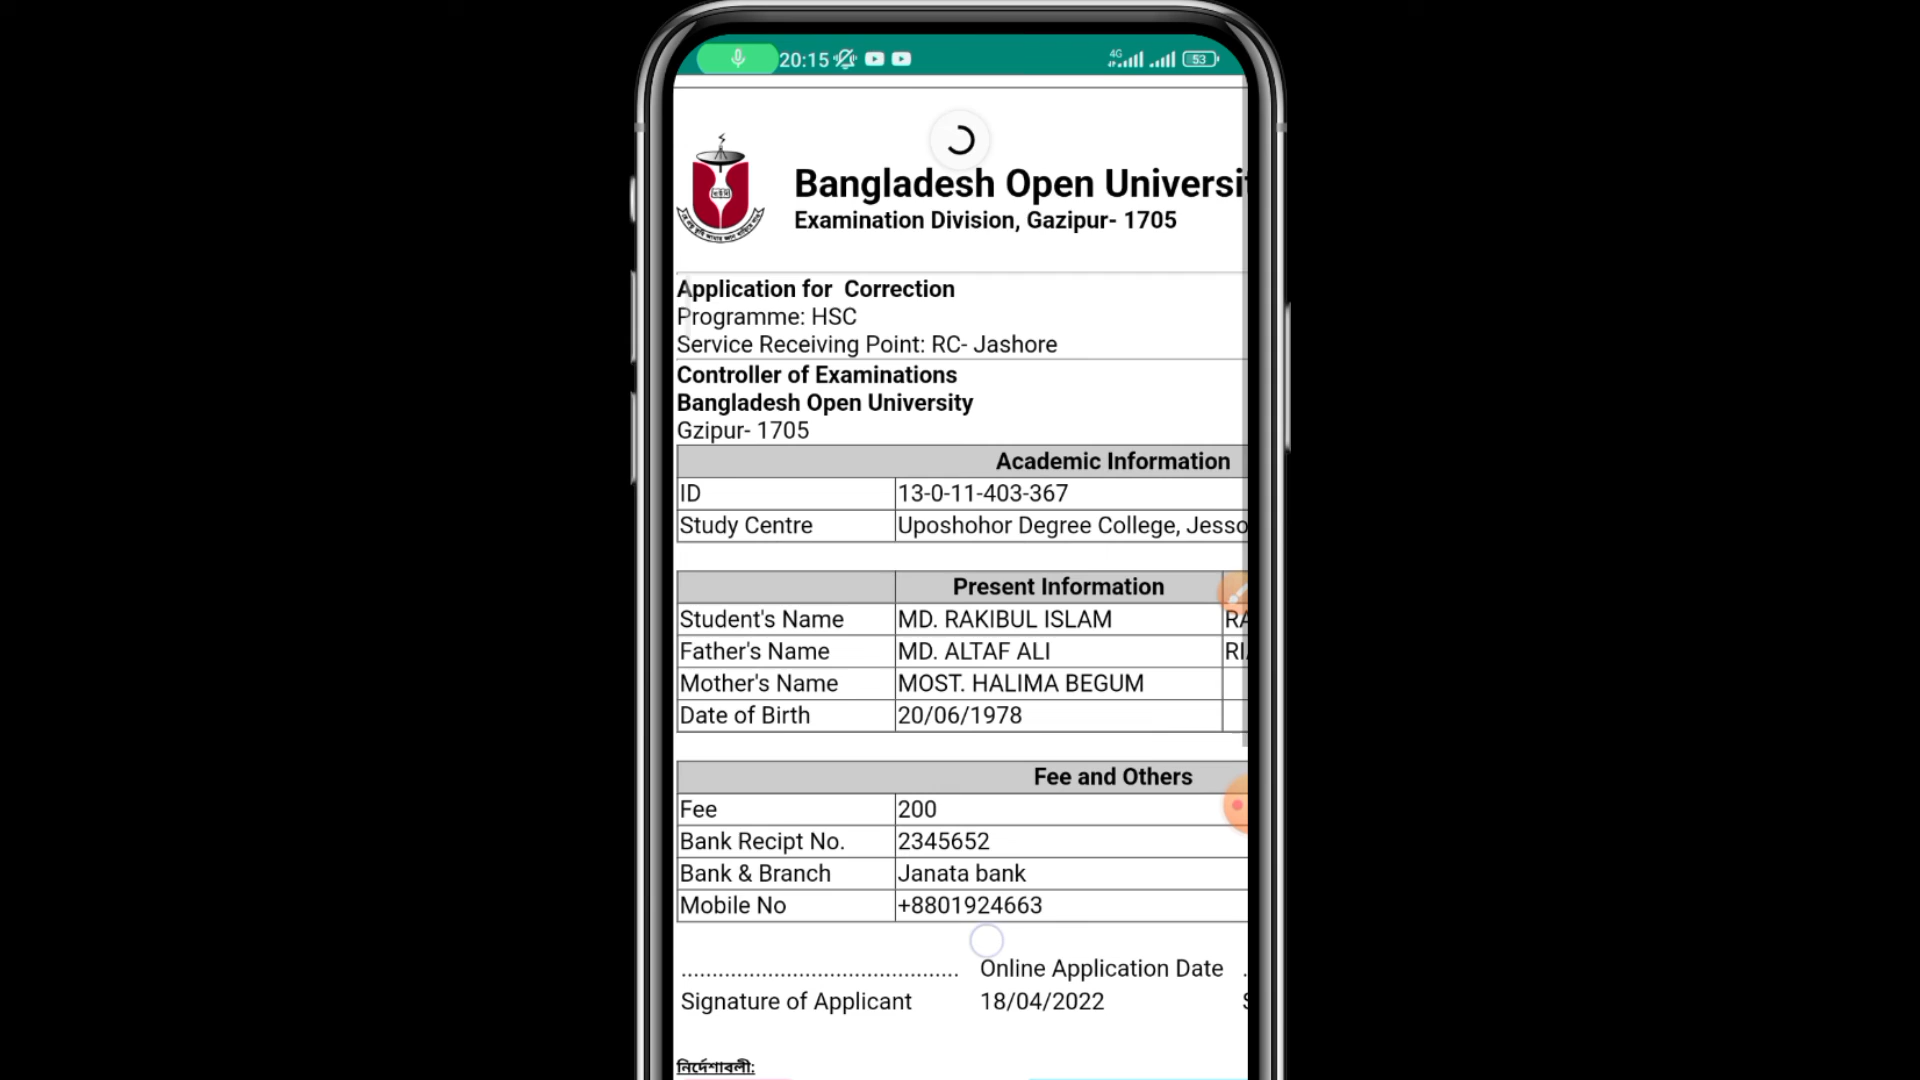 20:15 4G 53
Bangladesh Open Universi
Examination Division, Gazipur- 1705
Application for Correction
Programme: HSC
Service Receiving Point: RC- Jashore
Controller of Examinations
Bangladesh Open University
Gzipur- 1705
Academic Information
ID 13-0-11-403-367
Study Centre Uposhohor Degree College, Jesso
Present Information
Student's Name MD. RAKIBUL ISLAM RA
Father's Name MD. ALTAF ALI RI
Mother's Name MOST. HALIMA BEGUM
Date of Birth 20/06/1978
Fee and Others
Fee 200
Bank Recipt No. 2345652
Bank & Branch Janata bank
Mobile No +8801924663
............................................. Online Application Date .
Signature of Applicant 18/04/2022 S
নির্দেশাবলী: